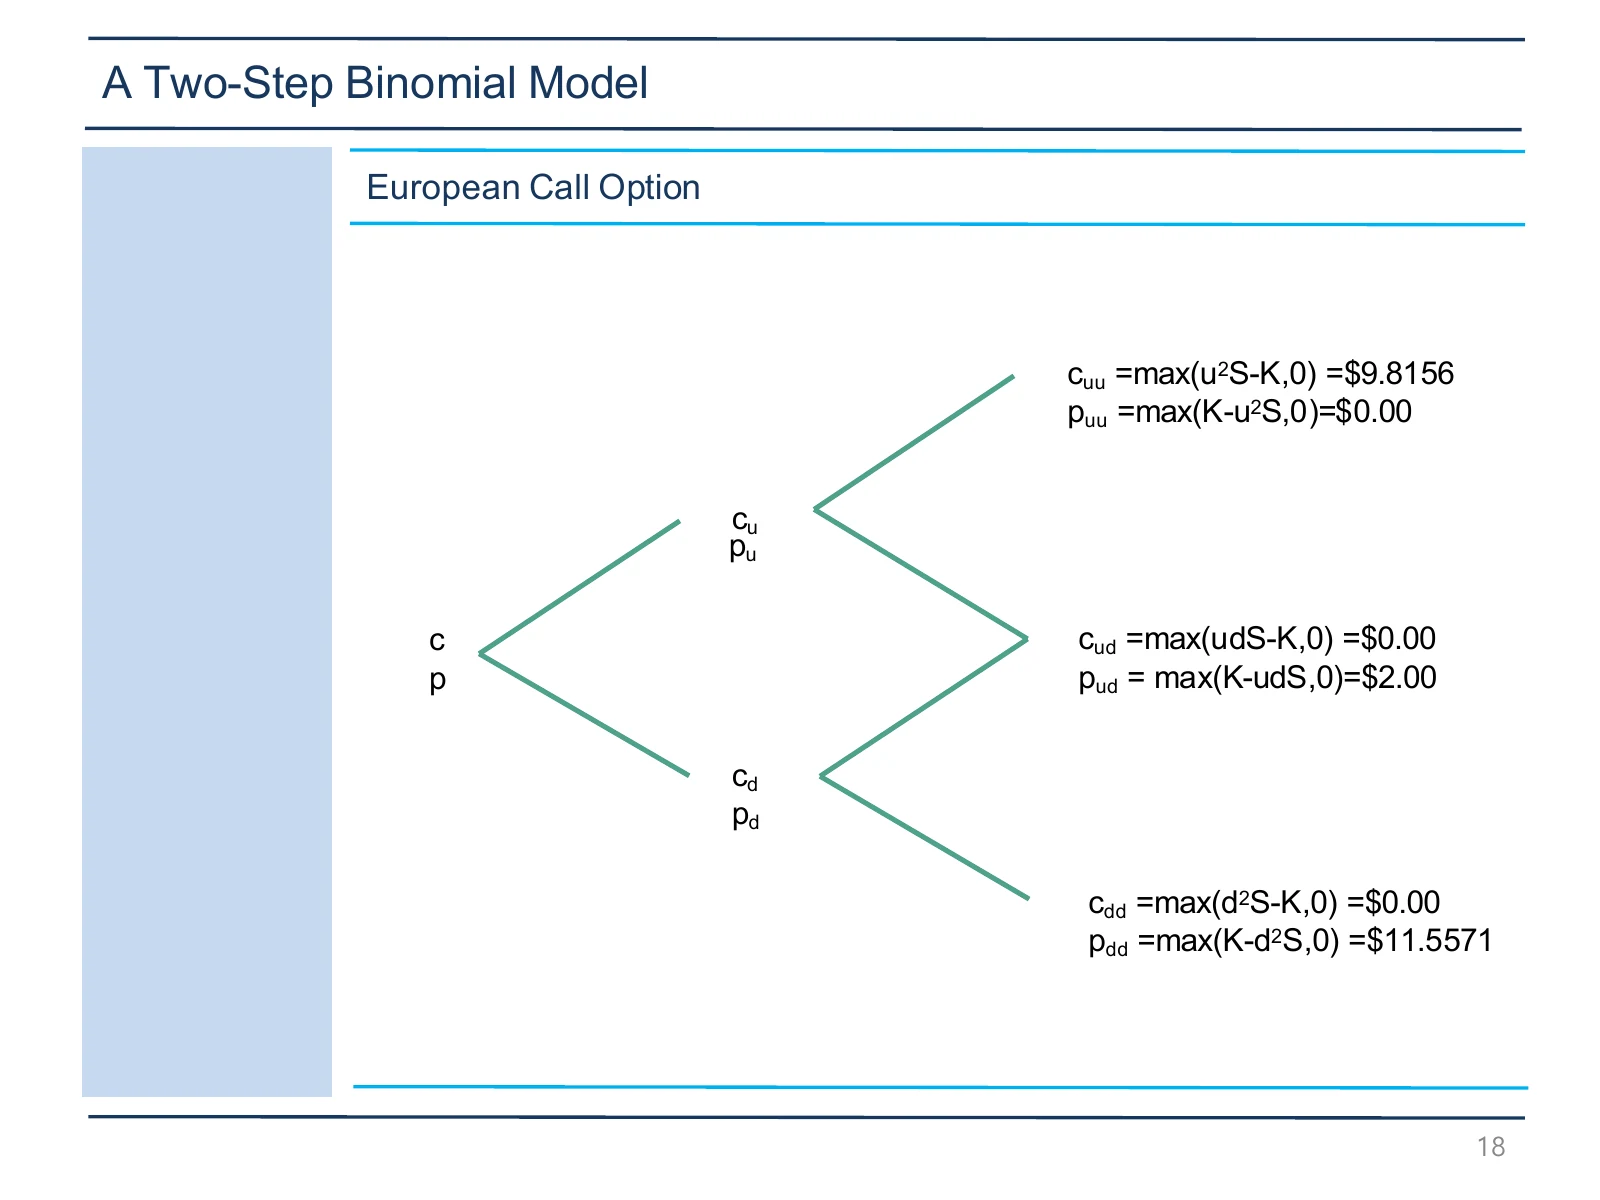 A Two-Step Binomial Model
European Call Option
cuu =max(u²S-K,0) =$9.8156
puu =max(K-u²S,0)=$0.00
cu
pu
c
p
cud =max(udS-K,0) =$0.00
pud = max(K-udS,0)=$2.00
cd
pd
cdd =max(d²S-K,0) =$0.00
pdd =max(K-d²S,0) =$11.5571
18